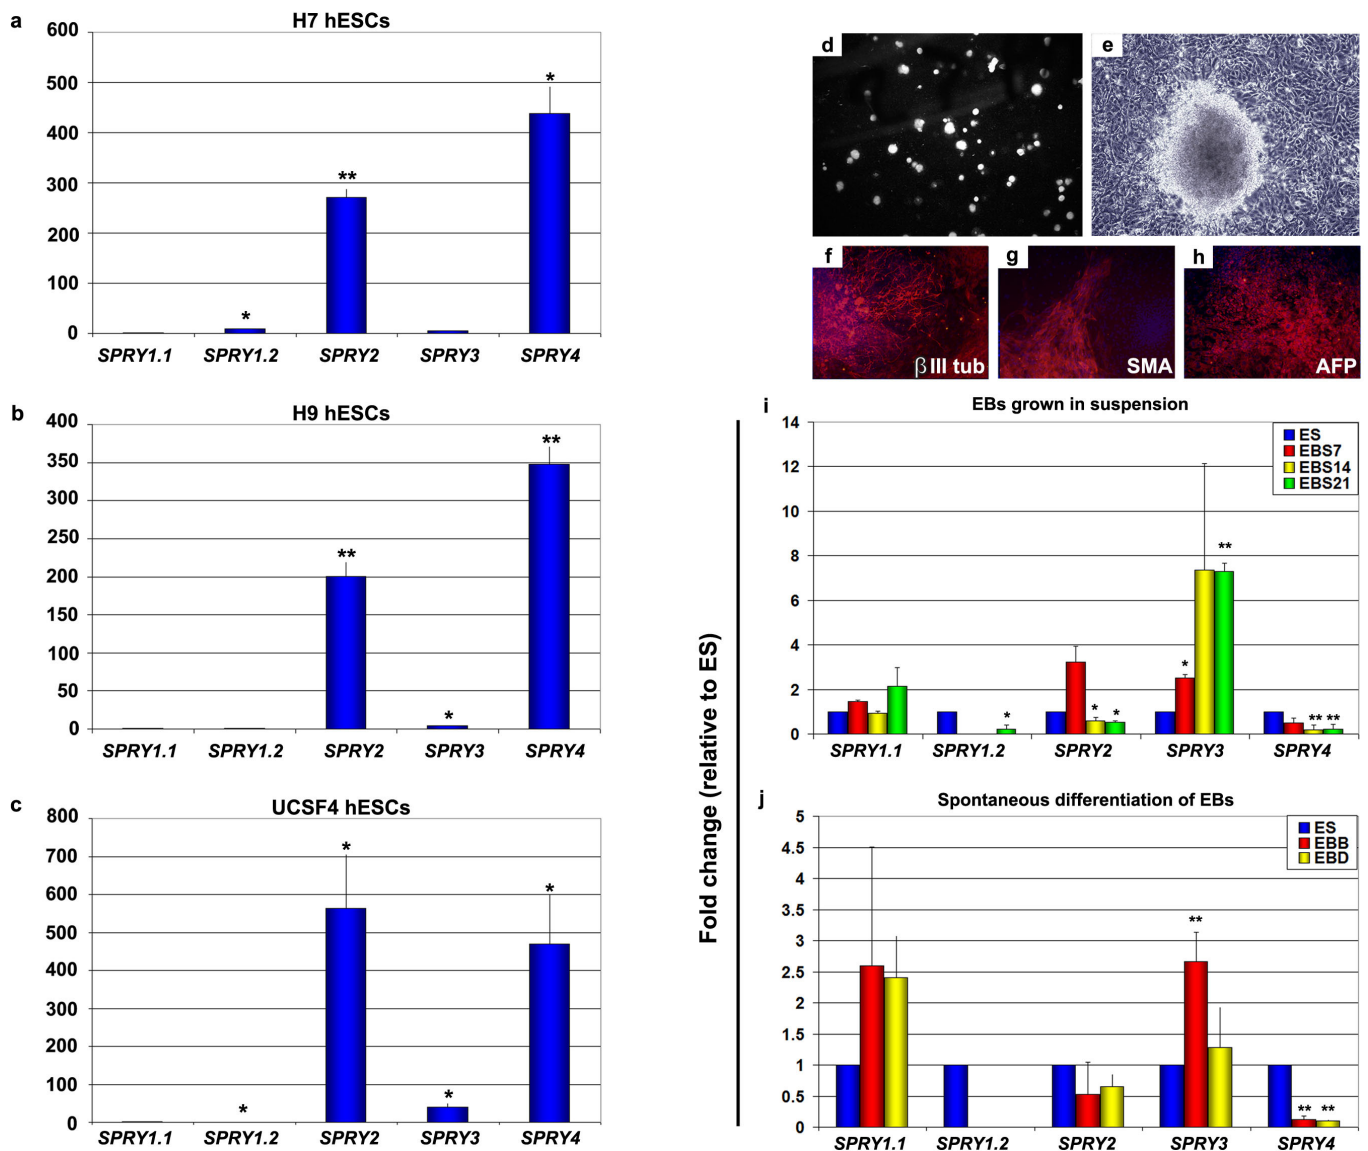 a
H7 hESCs
600
500
400
300
200
100
0
*
**
*
SPRY1.1 SPRY1.2 SPRY2 SPRY3 SPRY4
b
H9 hESCs
400
350
300
250
200
150
100
50
0
**
*
**
SPRY1.1 SPRY1.2 SPRY2 SPRY3 SPRY4
c
UCSF4 hESCs
800
700
600
500
400
300
200
100
0
*
*
*
*
SPRY1.1 SPRY1.2 SPRY2 SPRY3 SPRY4
d
e
f
βIII tub
g
SMA
h
AFP
Fold change (relative to ES)
i
EBs grown in suspension
14
12
10
8
6
4
2
0
ES
EBS7
EBS14
EBS21
*
* *
* **
** **
SPRY1.1 SPRY1.2 SPRY2 SPRY3 SPRY4
j
Spontaneous differentiation of EBs
5
4.5
4
3.5
3
2.5
2
1.5
1
0.5
0
ES
EBB
EBD
**
** **
SPRY1.1 SPRY1.2 SPRY2 SPRY3 SPRY4